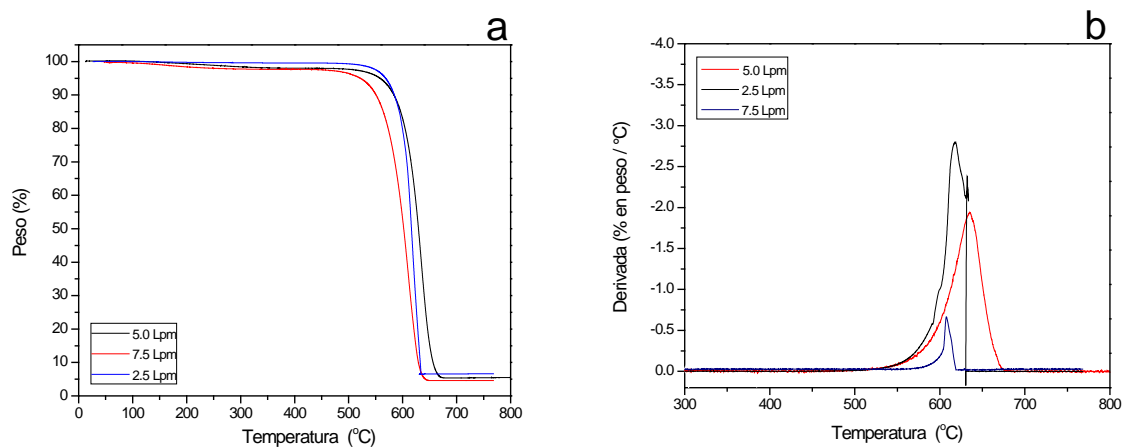 a
100
90
80
70
60
50
40
30
20
10
0
Peso (%)
5.0 Lpm
7.5 Lpm
2.5 Lpm
0 100 200 300 400 500 600 700 800
Temperatura (°C)
b
-4.0
-3.5
-3.0
-2.5
-2.0
-1.5
-1.0
-0.5
0.0
Derivada (% en peso / °C)
5.0 Lpm
2.5 Lpm
7.5 Lpm
300 400 500 600 700 800
Temperatura (°C)